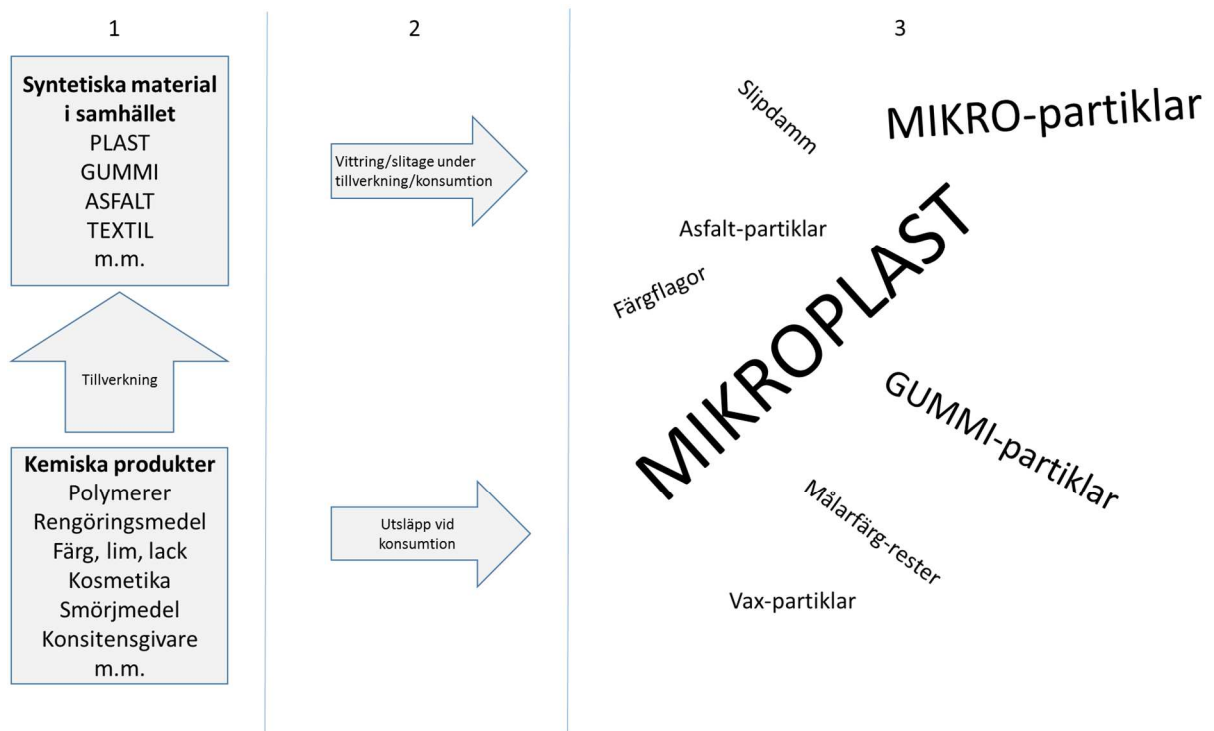 1
Syntetiska material
i samhället
PLAST
GUMMI
ASFALT
TEXTIL
m.m.
Tillverkning
Kemiska produkter
Polymerer
Rengöringsmedel
Färg, lim, lack
Kosmetika
Smörjmedel
Konsitensgivare
m.m.
2
Vittring/slitage under
tillverkning/konsumtion
Utsläpp vid
konsumtion
3
Slipdamm
MIKRO-partiklar
Asfalt-partiklar
Färgflagor
MIKROPLAST
GUMMI-partiklar
Målarfärg-rester
Vax-partiklar